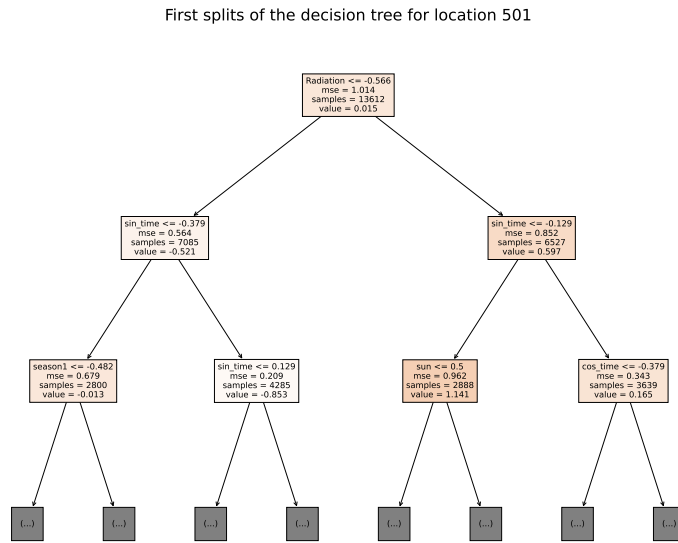 First splits of the decision tree for location 501
Radiation <= -0.566
mse = 1.014
samples = 13612
value = 0.015
sin_time <= -0.379
mse = 0.564
samples = 7085
value = -0.521
sin_time <= -0.129
mse = 0.852
samples = 6527
value = 0.597
season1 <= -0.482
mse = 0.679
samples = 2800
value = -0.013
sin_time <= 0.129
mse = 0.209
samples = 4285
value = -0.853
sun <= 0.5
mse = 0.962
samples = 2888
value = 1.141
cos_time <= -0.379
mse = 0.343
samples = 3639
value = 0.165
(...)
(...)
(...)
(...)
(...)
(...)
(...)
(...)